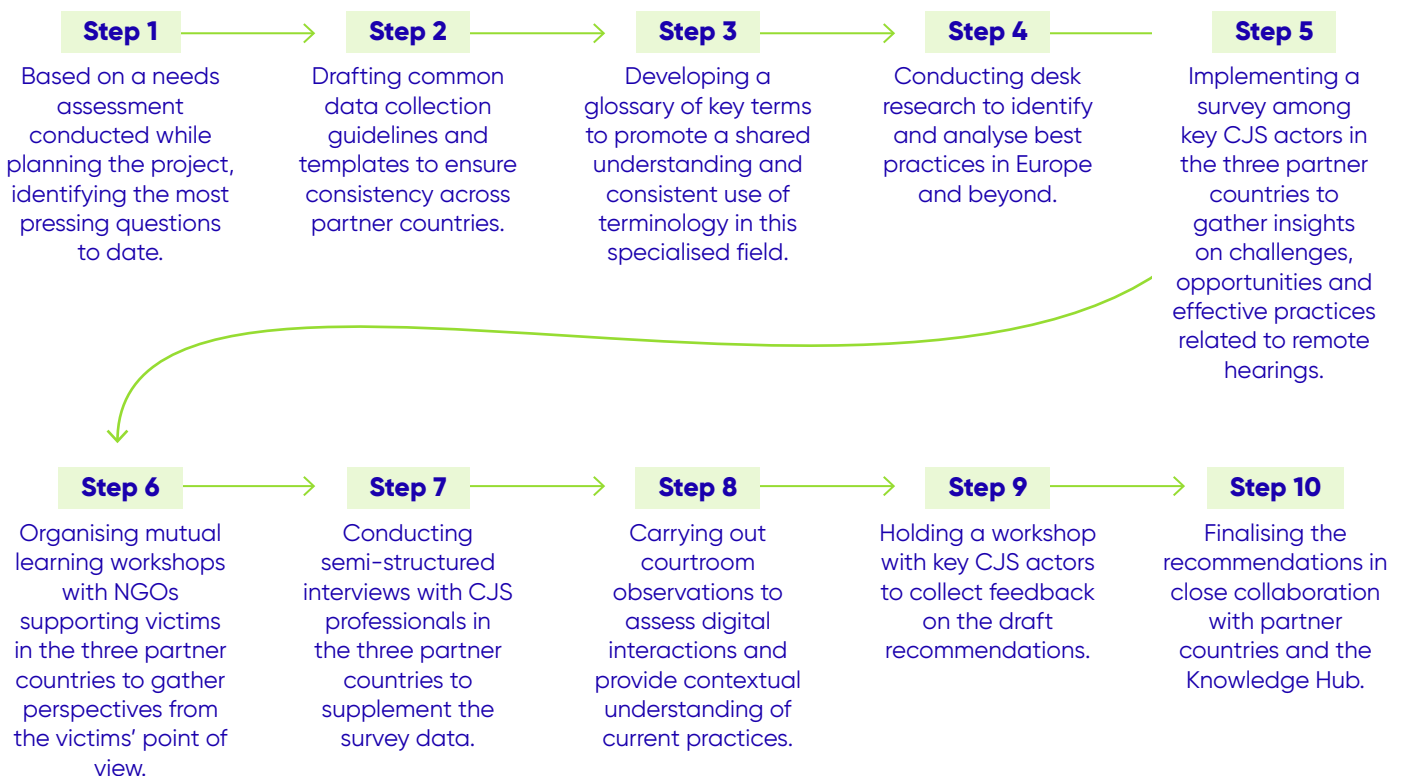 Step 1
Based on a needs
assessment
conducted while
planning the project,
identifying the most
pressing questions
to date.
Step 2
Drafting common
data collection
guidelines and
templates to ensure
consistency across
partner countries.
Step 3
Developing a
glossary of key terms
to promote a shared
understanding and
consistent use of
terminology in this
specialised field.
Step 4
Conducting desk
research to identify
and analyse best
practices in Europe
and beyond.
Step 5
Implementing a
survey among
key CJS actors in
the three partner
countries to
gather insights
on challenges,
opportunities and
effective practices
related to remote
hearings.
Step 6
Organising mutual
learning workshops
with NGOs
supporting victims
in the three partner
countries to gather
perspectives from
the victims’ point of
view.
Step 7
Conducting
semi-structured
interviews with CJS
professionals in
the three partner
countries to
supplement the
survey data.
Step 8
Carrying out
courtroom
observations to
assess digital
interactions and
provide contextual
understanding of
current practices.
Step 9
Holding a workshop
with key CJS actors
to collect feedback
on the draft
recommendations.
Step 10
Finalising the
recommendations in
close collaboration
with partner
countries and the
Knowledge Hub.